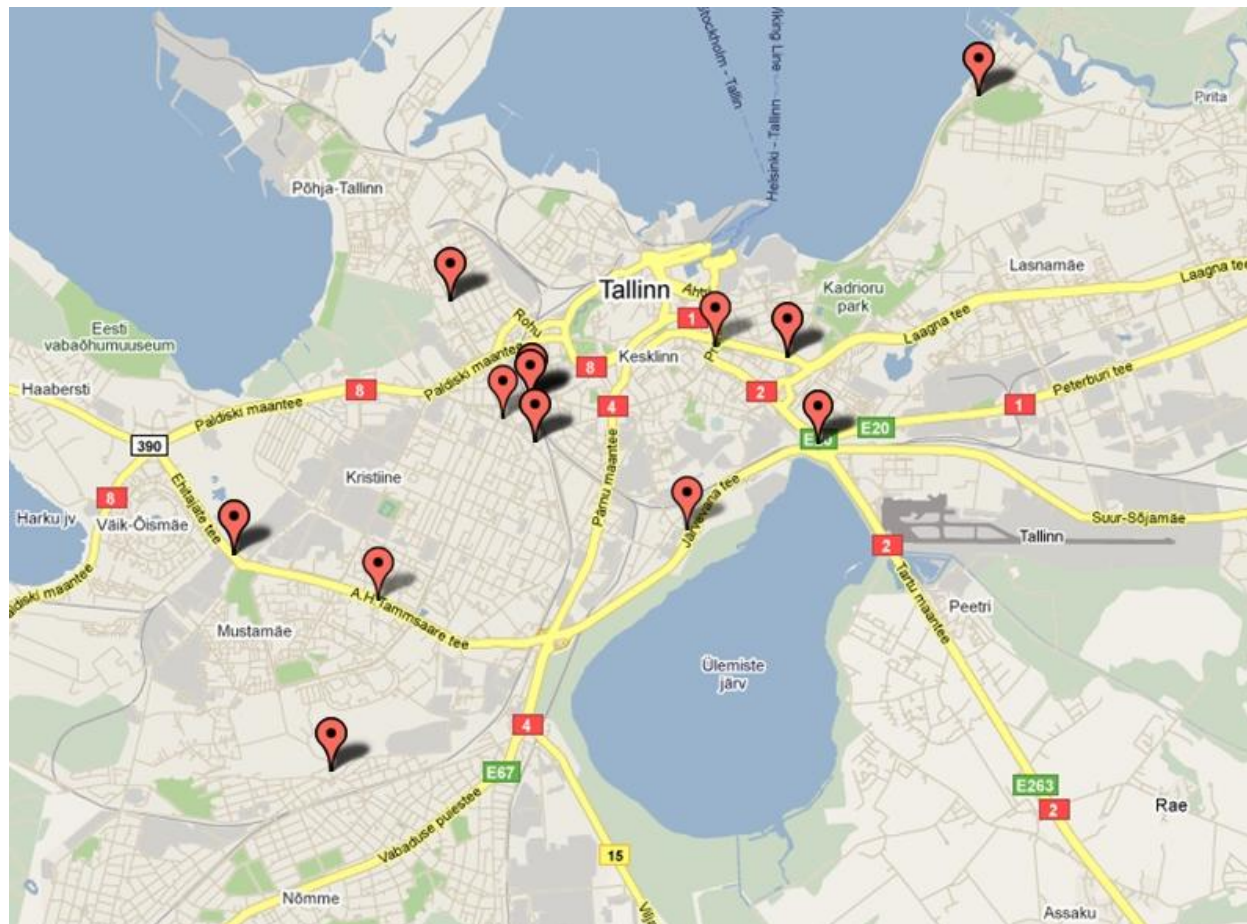 Stockholm - Tallin
Viking Line -
Helsinki - Tallinn
Pirita
Põhja-Tallinn
Lasnamäe
Laagna tee
Kadrioru
park
Tallinn
Ahtri
1
Rohu
Eesti
vabaõhumuuseum
Kesklinn
Laagna tee
Paldiski maantee
8
8
2
Peterburi tee
1
Haabersti
4
E20
E20
Paldiski maantee
390
Kristiine
Pärnu maantee
Ehitajate tee
8
Harku jv
Väik-Õismäe
Järvevana tee
Suur-Sõjamäe
2
Tallinn
Paldiski maantee
A.H.Tammsaare tee
Tartu maantee
Peetri
Mustamäe
Ülemiste
järv
4
E67
E263
2
Rae
Vabaduse puiestee
15
Nõmme
Assaku